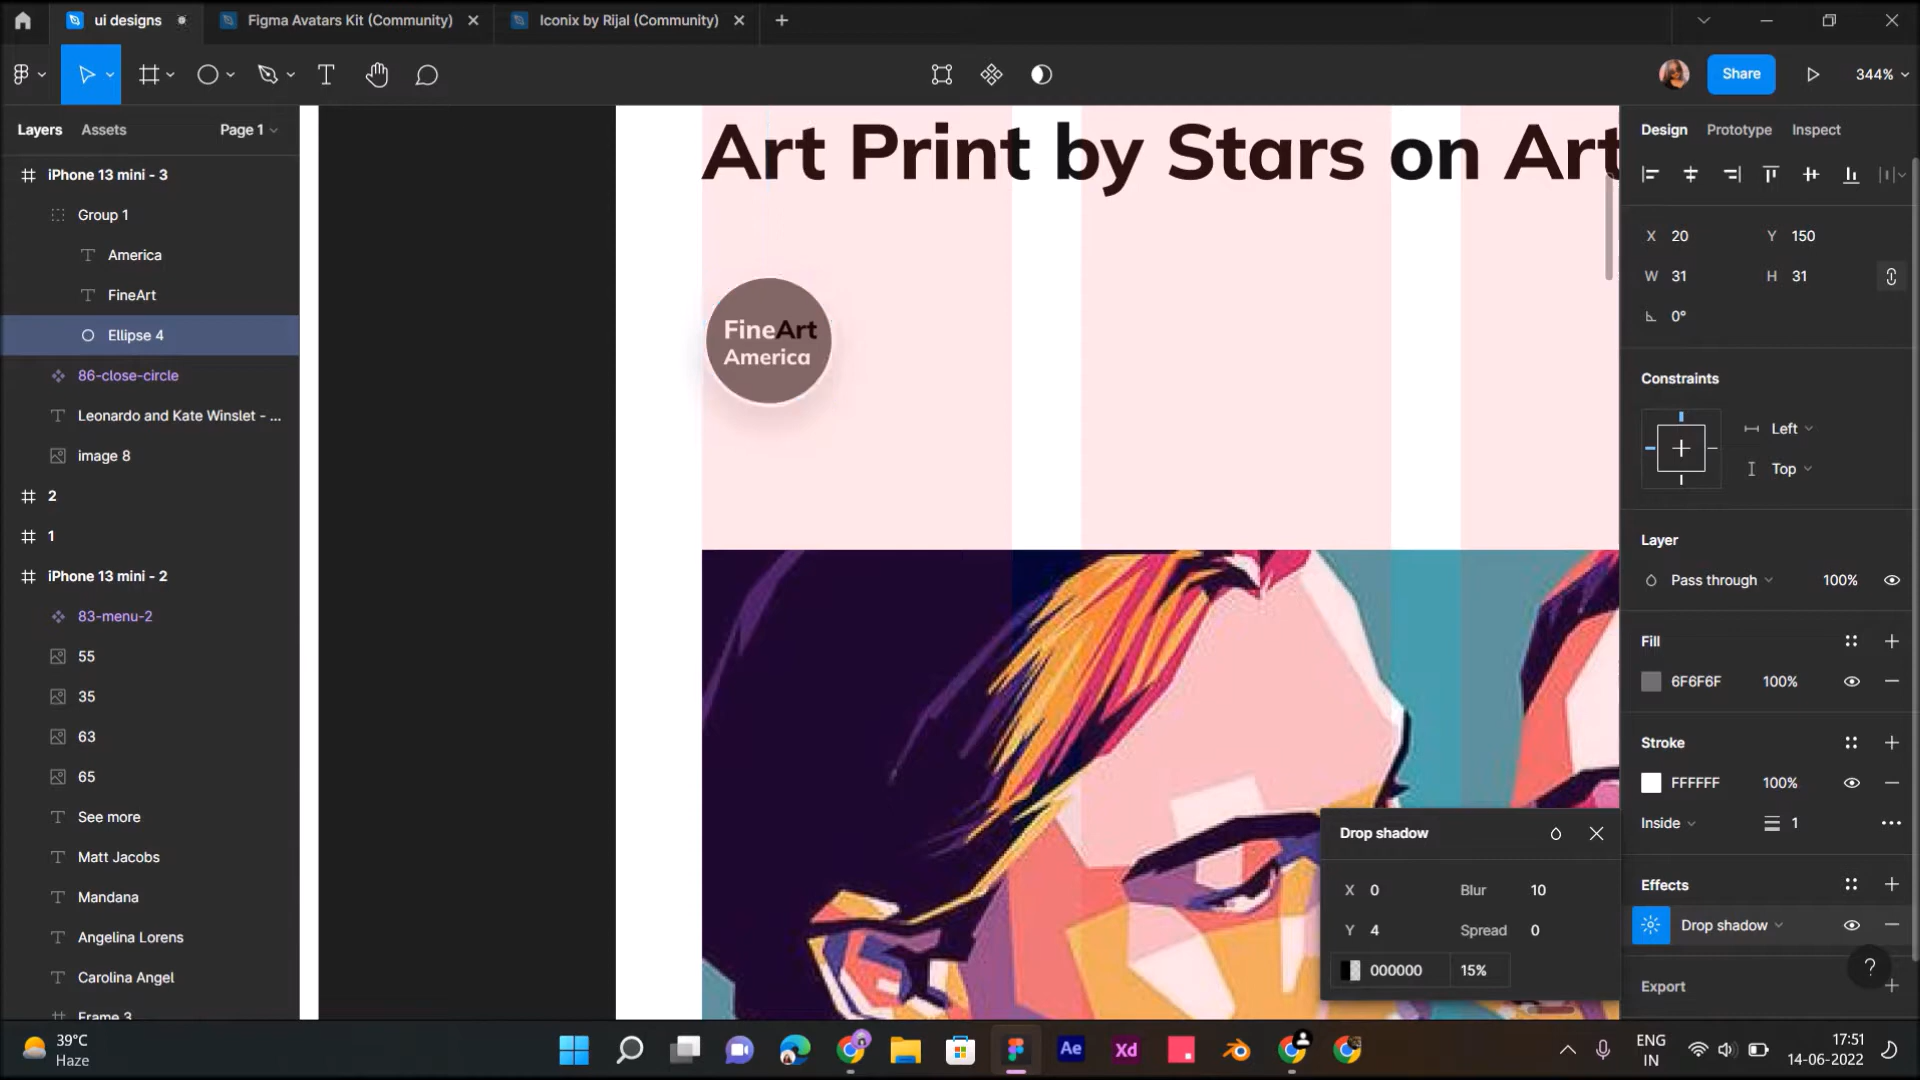 ui designs
Figma Avatars Kit (Community)
Iconix by Rijal (Community)
Share
344%
Layers
Assets
Page 1
iPhone 13 mini - 3
Group 1
America
FineArt
Ellipse 4
86-close-circle
Leonardo and Kate Winslet - ...
image 8
2
1
iPhone 13 mini - 2
83-menu-2
55
35
63
65
See more
Matt Jacobs
Mandana
Angelina Lorens
Carolina Angel
Frame 3
Art Print by Stars on Art
FineArt
America
Drop shadow
X 0 Blur 10
Y 4 Spread 0
000000 15%
Design Prototype Inspect
X 20 Y 150
W 31 H 31
0°
Constraints
Left
Top
Layer
Pass through 100%
Fill
6F6F6F 100%
Stroke
FFFFFF 100%
Inside 1
Effects
Drop shadow
?
Export
39°C
Haze
Ae
Xd
ENG
IN
17:51
14-06-2022